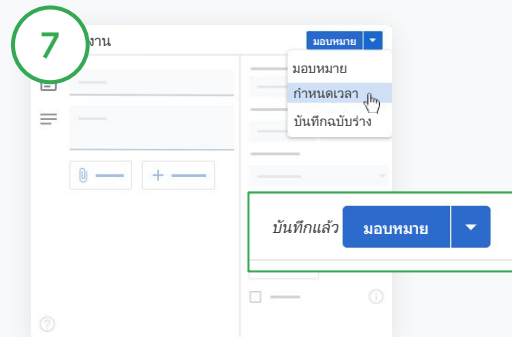 7
งาน
มอบหมาย
มอบหมาย
กำหนดเวลา
บันทึกฉบับร่าง
บันทึกแล้ว มอบหมาย